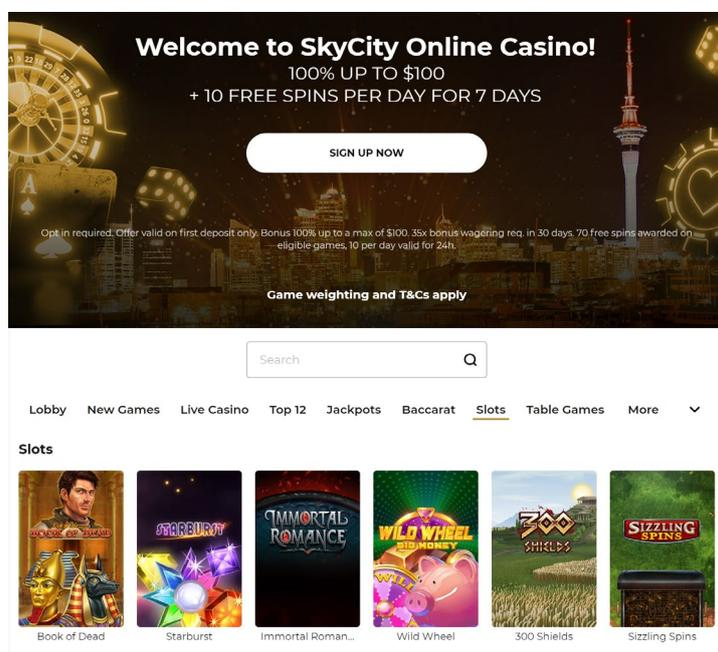 Welcome to SkyCity Online Casino!
100% UP TO $100
+ 10 FREE SPINS PER DAY FOR 7 DAYS
SIGN UP NOW
Opt in required. Offer valid on first deposit only. Bonus 100% up to a max of $100. 35x bonus wagering req. in 30 days. 70 free spins awarded on
eligible games, 10 per day valid for 24h.
Game weighting and T&Cs apply
Search
Lobby New Games Live Casino Top 12 Jackpots Baccarat Slots Table Games More
Slots
BOOK OF DEAD
STARBURST
IMMORTAL
ROMANCE
WILD WHEEL
BIG MONEY
WILD
300
SHIELDS
SIZZLING
SPINS
Book of Dead Starburst Immortal Roman... Wild Wheel 300 Shields Sizzling Spins